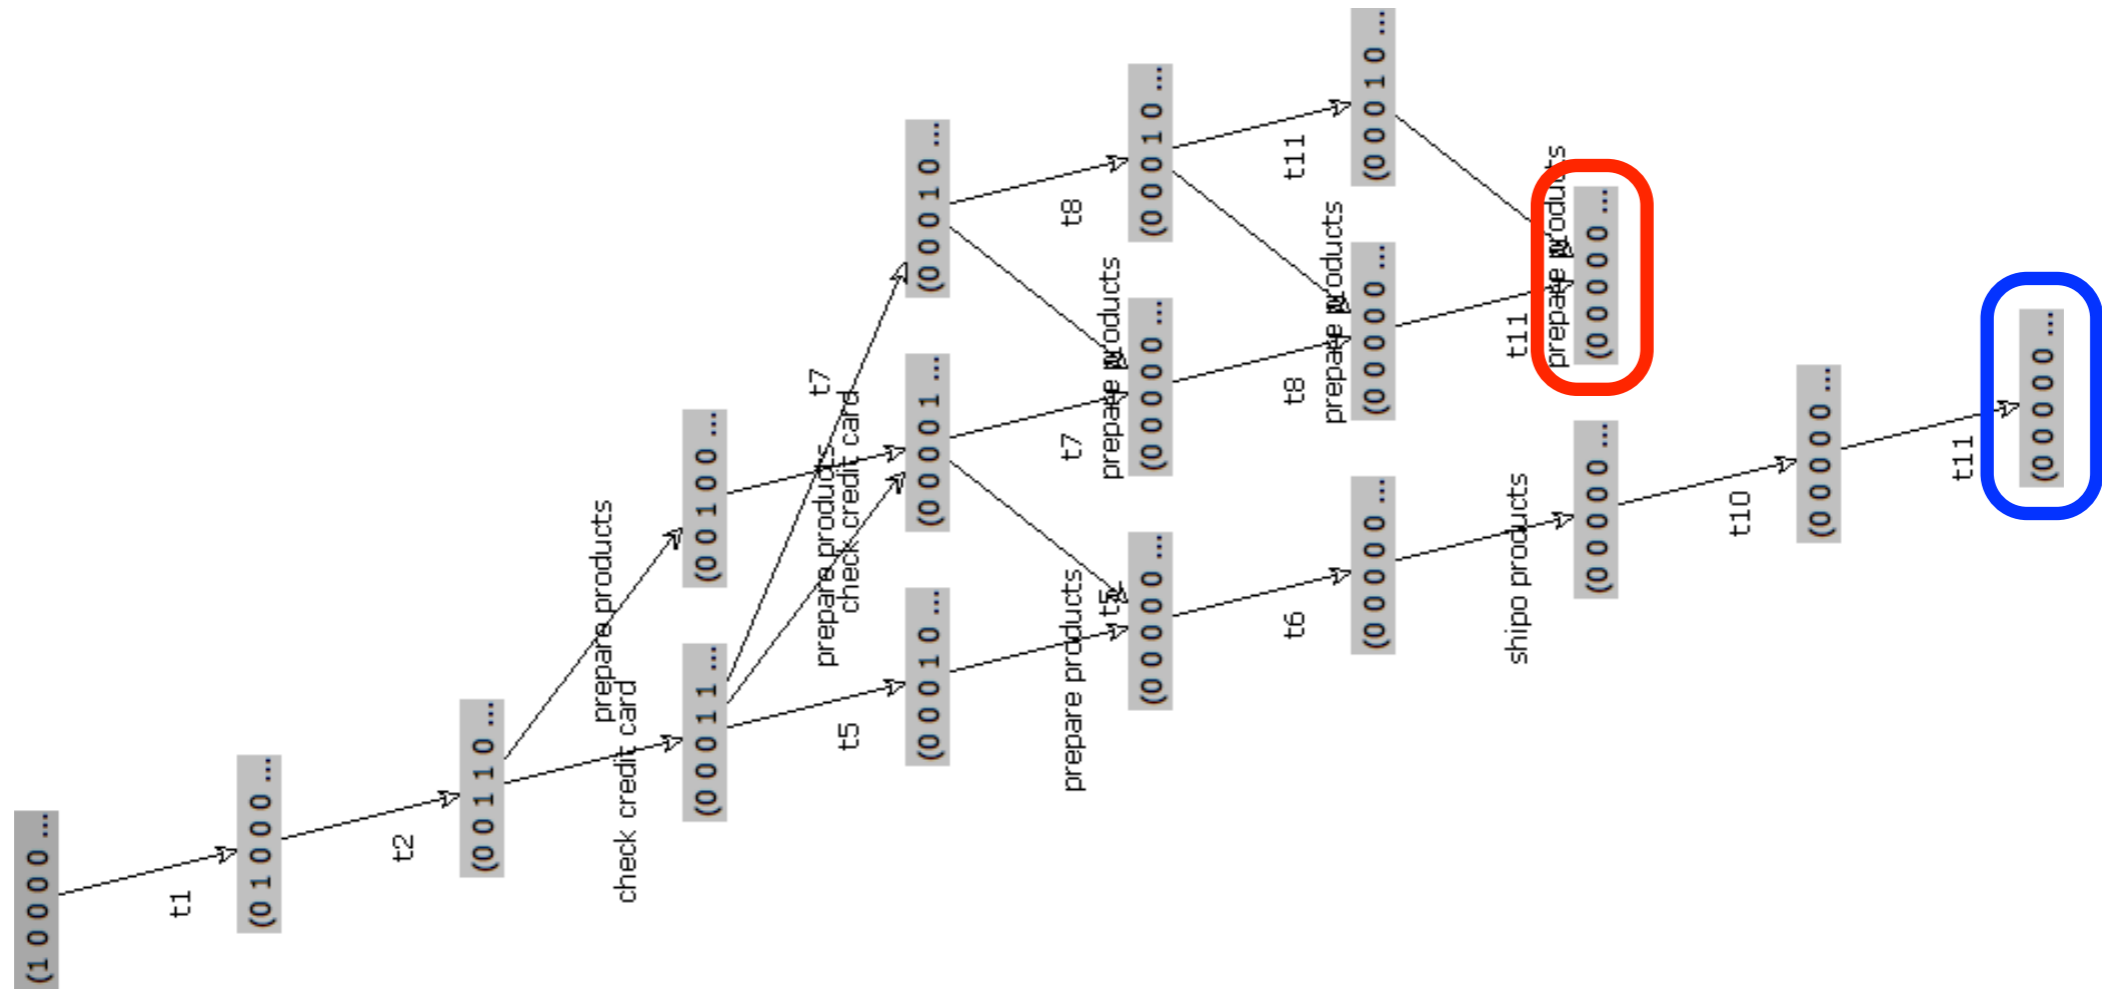 (1 0 0 0 0 ...
t1
(0 1 0 0 0 ...
t2
(0 0 1 1 0 ...
prepare products
check credit card
(0 0 1 0 0 ...
(0 0 0 1 1 ...
t7
prepare products
check credit card
t5
(0 0 0 1 0 ...
(0 0 0 0 1 ...
(0 0 0 1 0 ...
t8
t7
prepare products
t5
prepare products
(0 0 0 1 0 ...
(0 0 0 0 0 ...
(0 0 0 0 0 ...
t11
prepare products
t8
t6
(0 0 0 1 0 ...
(0 0 0 0 0 ...
(0 0 0 0 0 ...
prepare products
t11
shipo products
(0 0 0 0 0 ...
(0 0 0 0 0 ...
t10
(0 0 0 0 0 ...
t11
(0 0 0 0 0 ...